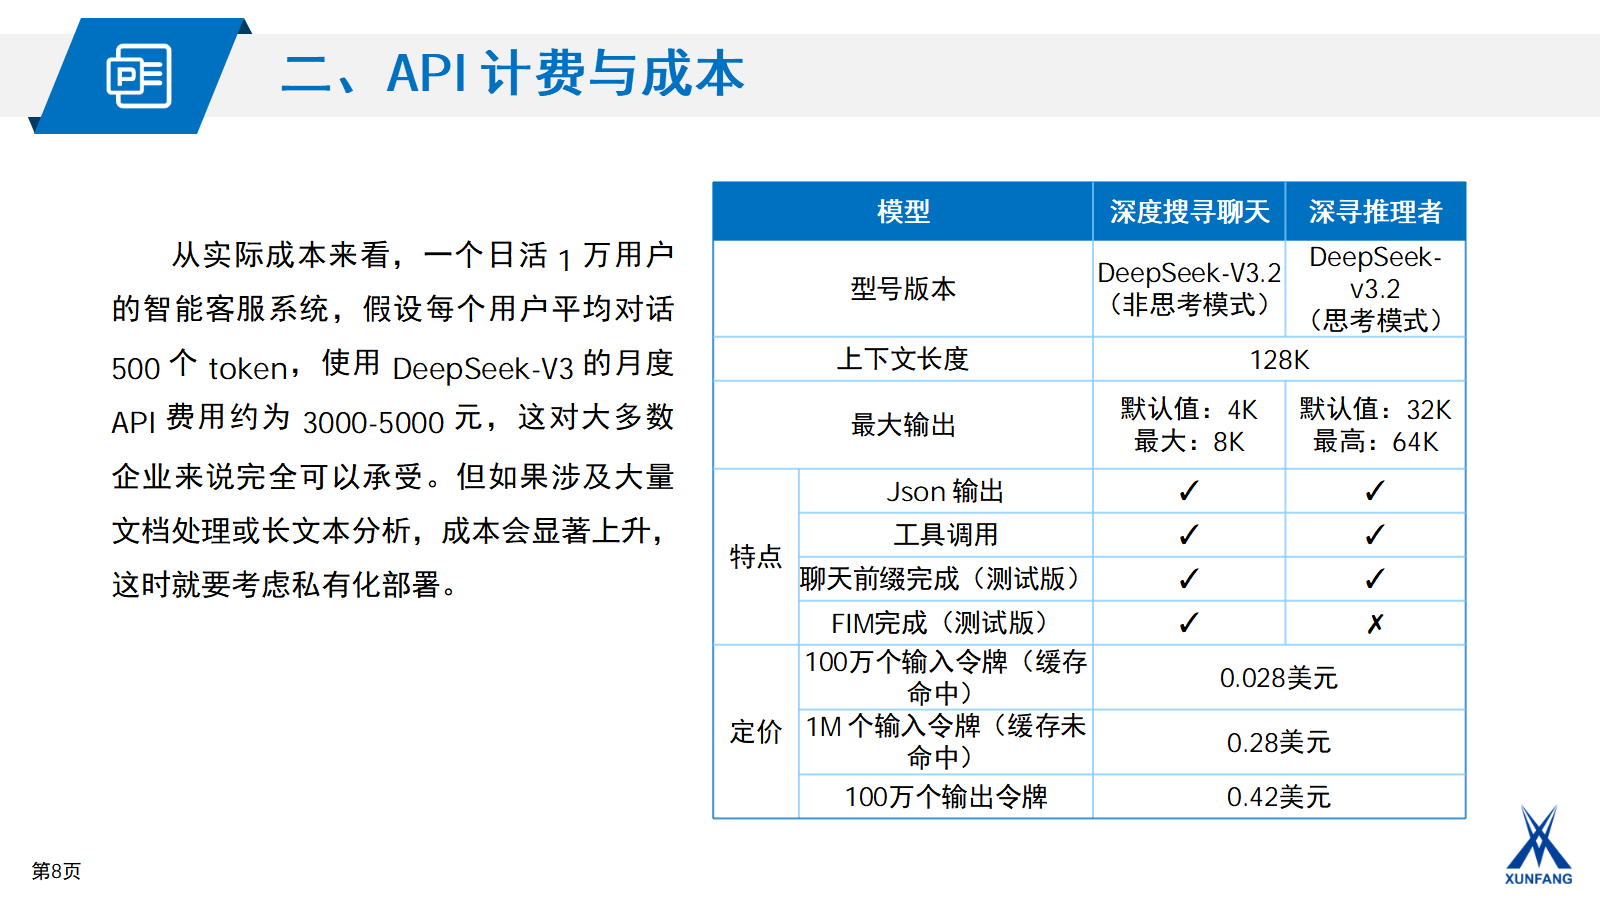 二、API 计费与成本
从实际成本来看，一个日活 1 万用户
的智能客服系统，假设每个用户平均对话
500 个 token，使用 DeepSeek-V3 的月度
API 费用约为 3000-5000 元，这对大多数
企业来说完全可以承受。但如果涉及大量
文档处理或长文本分析，成本会显著上升，
这时就要考虑私有化部署。
模型 深度搜寻聊天 深寻推理者
型号版本
DeepSeek-V3.2
（非思考模式）
DeepSeek-
v3.2
（思考模式）
上下文长度 128K
最大输出
默认值：4K
最大：8K
默认值：32K
最高：64K
特点
Json 输出 ✓ ✓
工具调用 ✓ ✓
聊天前缀完成（测试版） ✓ ✓
FIM完成（测试版） ✓ ✗
定价
100万个输入令牌（缓存
命中）
0.028美元
1M 个输入令牌（缓存未
命中）
0.28美元
100万个输出令牌 0.42美元
第8页
XUNFANG